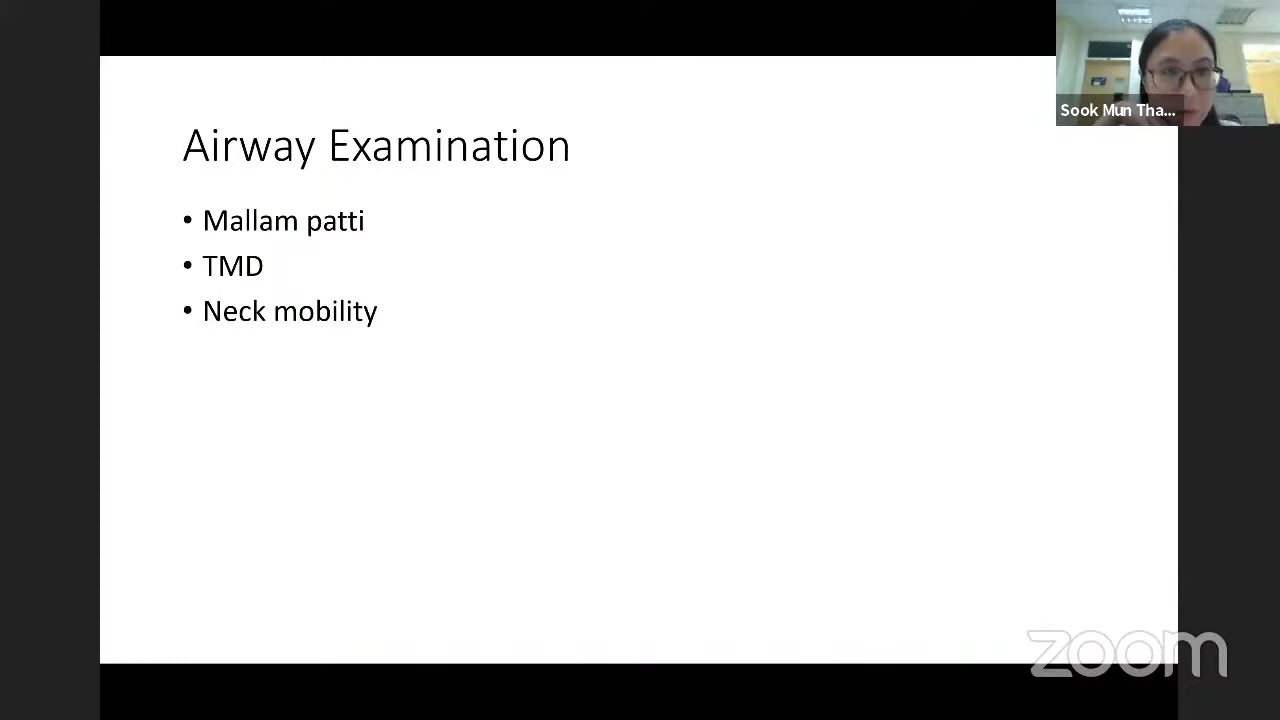 Sook Mun Tha...
Airway Examination
• Mallam patti
• TMD
• Neck mobility
zoom